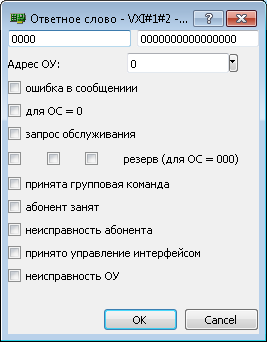 Ответное слово - VXI#1#2 -...
0000 0000000000000000
Адрес ОУ: 0
ошибка в сообщениии
для ОС = 0
запрос обслуживания
резерв (для ОС = 000)
принята групповая команда
абонент занят
неисправность абонента
принято управление интерфейсом
неисправность ОУ
OK Cancel